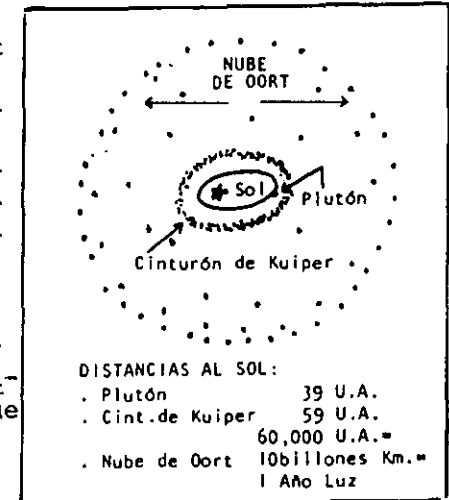 NUBE
DE OORT
Sol
Plutón
Cinturón de Kuiper
DISTANCIAS AL SOL:
. Plutón 39 U.A.
. Cint.de Kuiper 59 U.A.
60,000 U.A.=
. Nube de Oort 10billones Km.=
1 Año Luz